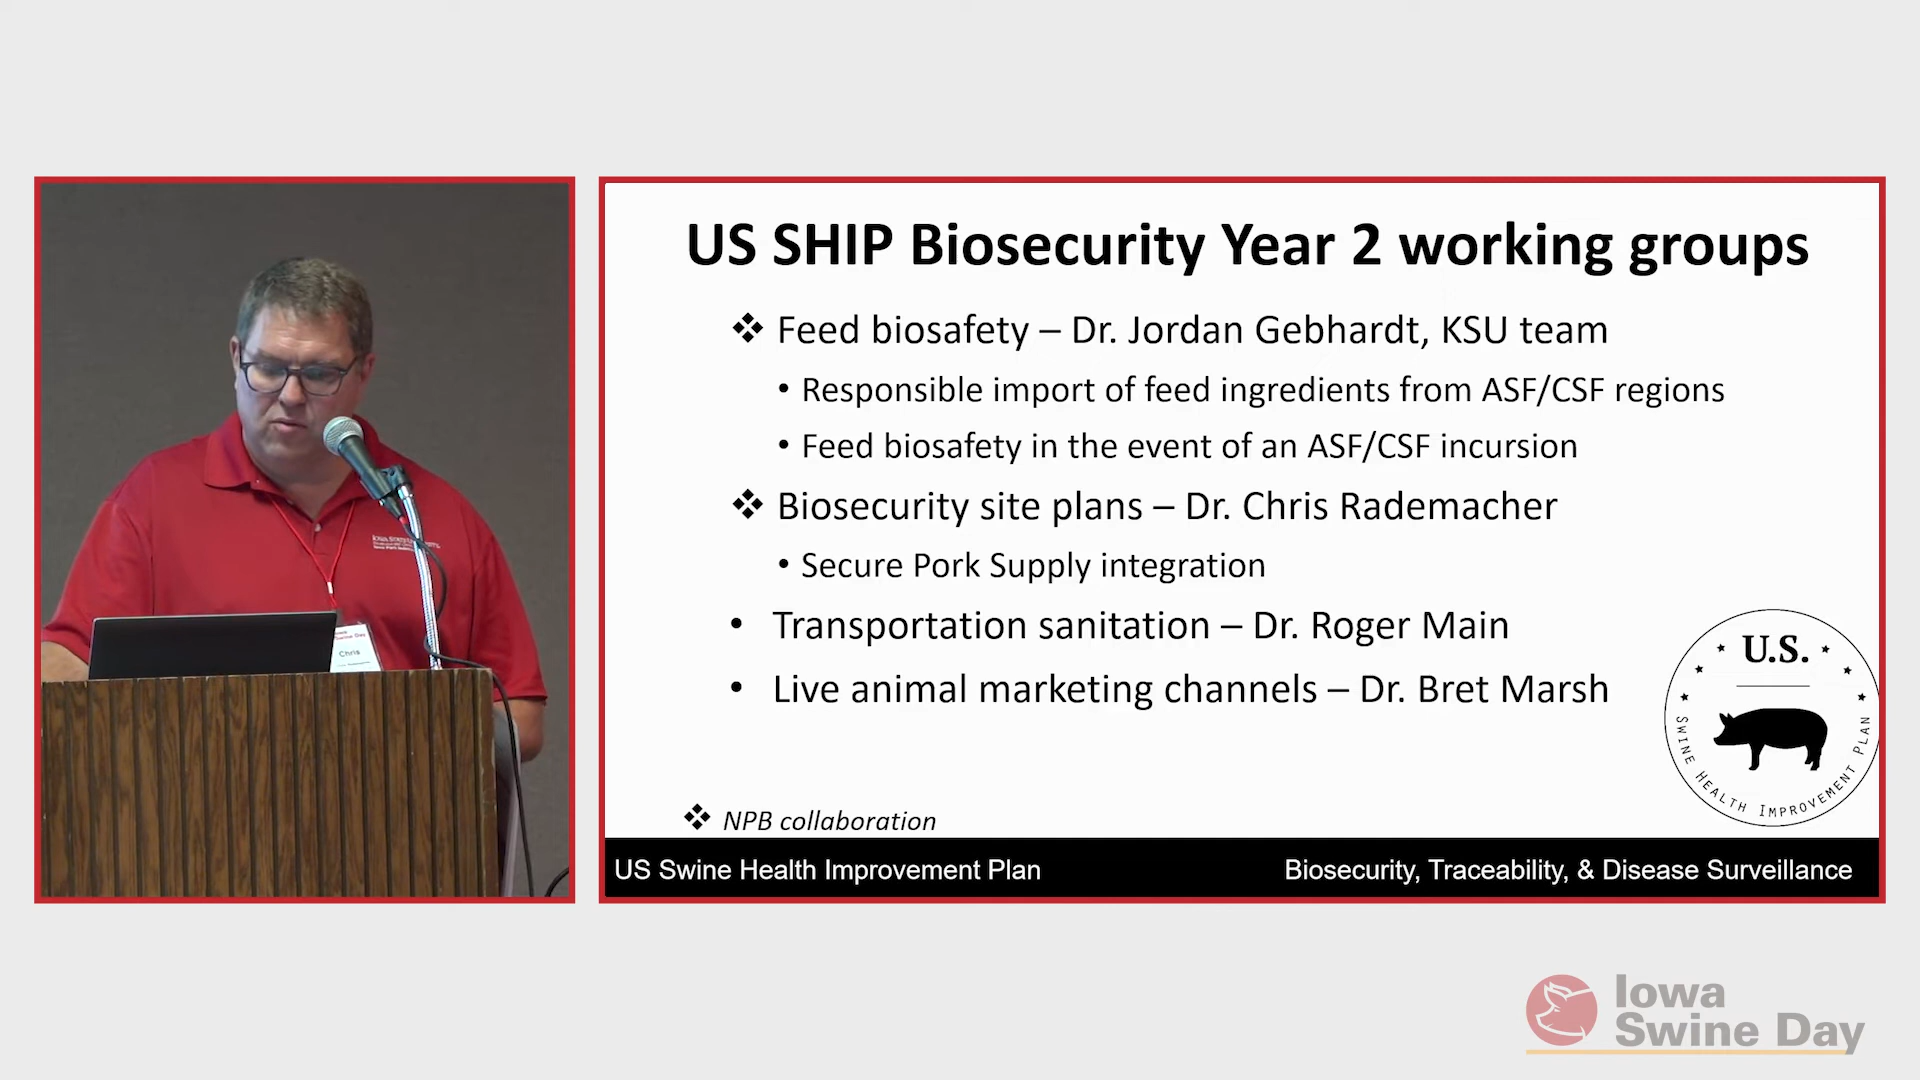 US SHIP Biosecurity Year 2 working groups
❖ Feed biosafety – Dr. Jordan Gebhardt, KSU team
• Responsible import of feed ingredients from ASF/CSF regions
• Feed biosafety in the event of an ASF/CSF incursion
❖ Biosecurity site plans – Dr. Chris Rademacher
• Secure Pork Supply integration
• Transportation sanitation – Dr. Roger Main
• Live animal marketing channels – Dr. Bret Marsh
❖ NPB collaboration
U.S.
SWINE HEALTH IMPROVEMENT PLAN
US Swine Health Improvement Plan
Biosecurity, Traceability, & Disease Surveillance
Swine Day
Chris
Iowa
Swine Day